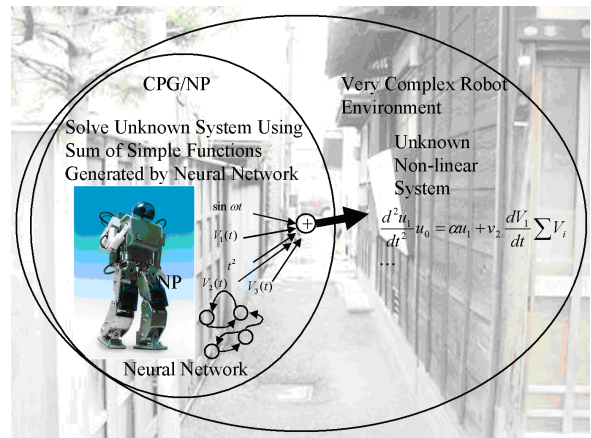 CPG/NP
Solve Unknown System Using
Sum of Simple Functions
Generated by Neural Network
sin ωt
V₁(t)
t²
V₂(t)
V₃(t)
+
NP
Neural Network
Very Complex Robot
Environment
Unknown
Non-linear
System
d²u₁/dt² u₀ = αu₁ + v₂ dV₁/dt ∑Vᵢ
...